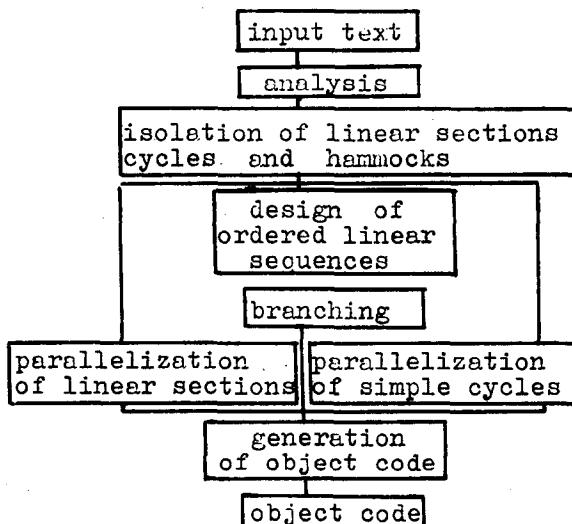 input text
analysis
isolation of linear sections
cycles and hammocks
design of
ordered linear
sequences
branching
parallelization
of linear sections
parallelization
of simple cycles
generation
of object code
object code